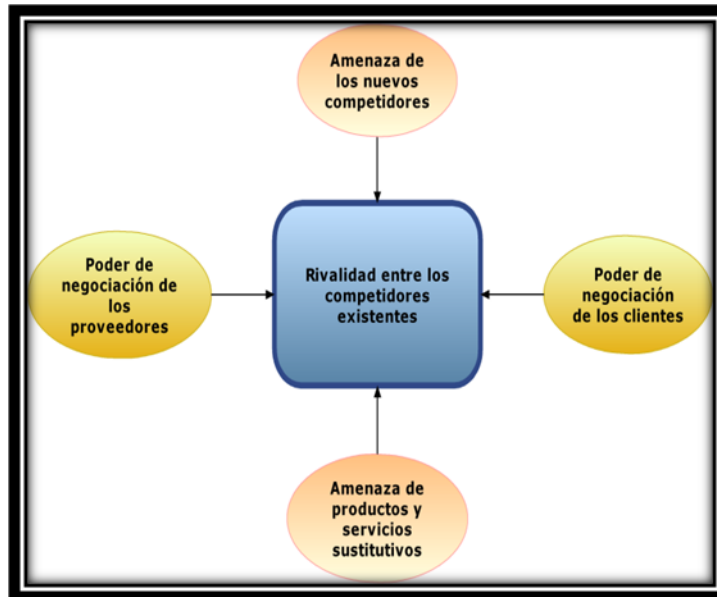 Amenaza de
los nuevos
competidores
Poder de
negociación de
los
proveedores
Rivalidad entre los
competidores
existentes
Poder de
negociación
de los clientes
Amenaza de
productos y
servicios
sustitutivos